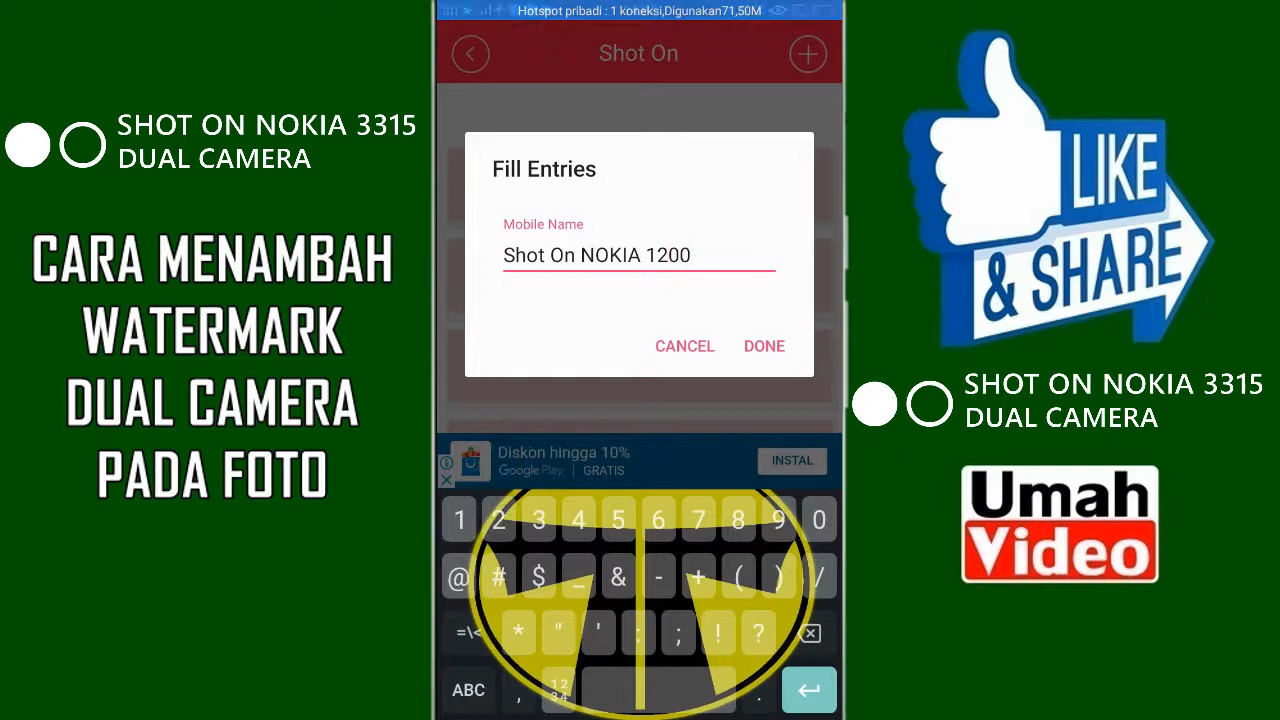 Hotspot pribadi : 1 koneksi,Digunakan71,50M
Shot On
SHOT ON NOKIA 3315
DUAL CAMERA
CARA MENAMBAH
WATERMARK
DUAL CAMERA
PADA FOTO
Fill Entries
Mobile Name
Shot On NOKIA 1200
CANCEL DONE
Diskon hingga 10%
Google Play | GRATIS
INSTAL
1 2 3 4 5 6 7 8 9 0
@ # $ _ & - + ( ) /
=\< * " ' : ; ! ?
ABC , 12 34 .
LIKE
& SHARE
SHOT ON NOKIA 3315
DUAL CAMERA
Umah
Video